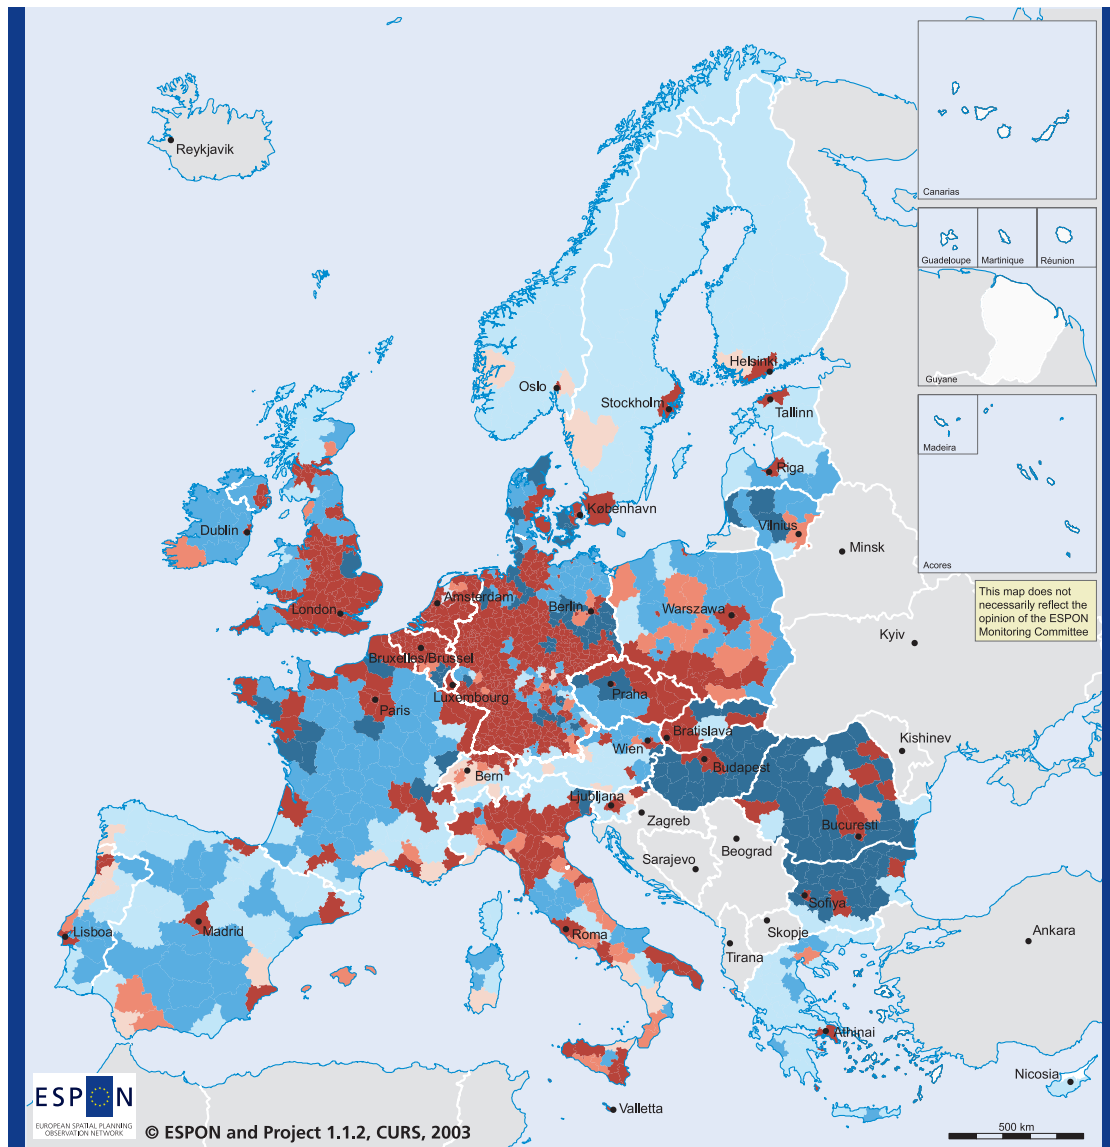 Canarias
Reykjavik
Guadeloupe
Martinique
Réunion
Guyane
Helsinki
Oslo
Stockholm
Tallinn
Madeira
Riga
København
Dublin
Vilnius
Minsk
Acores
This map does not
necessarily reflect the
opinion of the ESPON
Monitoring Committee
Amsterdam
Berlin
London
Warszawa
Kyiv
Bruxelles/Brussel
Luxembourg
Praha
Paris
Bratislava
Kishinev
Wien
Bern
Budapest
Ljubljana
Zagreb
Bucuresti
Beograd
Sarajevo
Sofiya
Skopje
Lisboa
Madrid
Roma
Tirana
Ankara
Athinai
Nicosia
ESPON
EUROPEAN SPATIAL PLANNING
OBSERVATION NETWORK
Valletta
© ESPON and Project 1.1.2, CURS, 2003
500 km